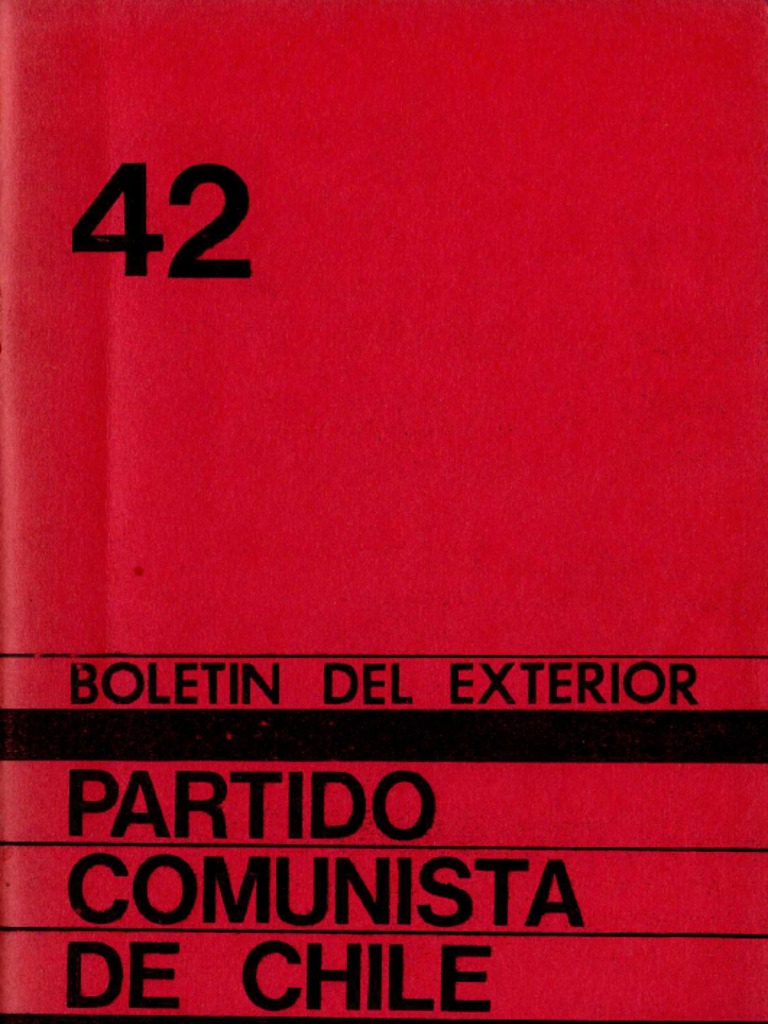 42
BOLETIN DEL EXTERIOR
PARTIDO
COMUNISTA
DE CHILE